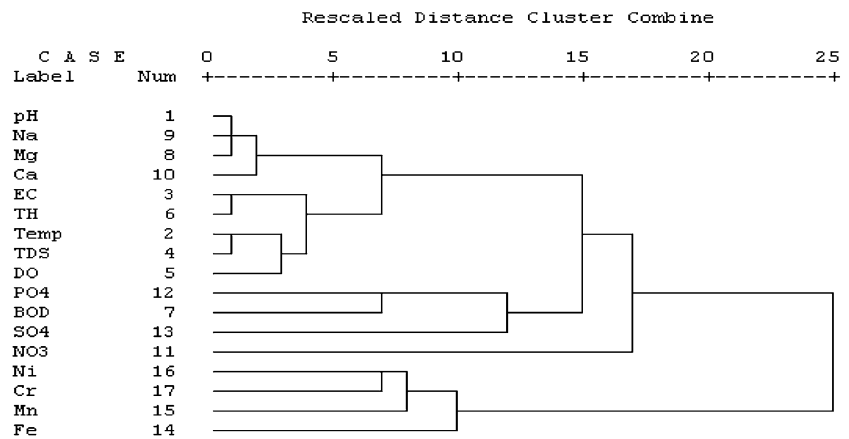 Rescaled Distance Cluster Combine
C A S E 0 5 10 15 20 25
Label Num +---------+---------+---------+---------+---------+
pH 1
Na 9
Mg 8
Ca 10
EC 3
TH 6
Temp 2
TDS 4
DO 5
PO4 12
BOD 7
SO4 13
NO3 11
Ni 16
Cr 17
Mn 15
Fe 14